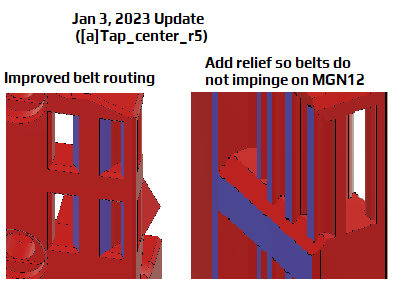 Jan 3, 2023 Update
([a]Tap_center_r5)
Improved belt routing
Add relief so belts do
not impinge on MGN12